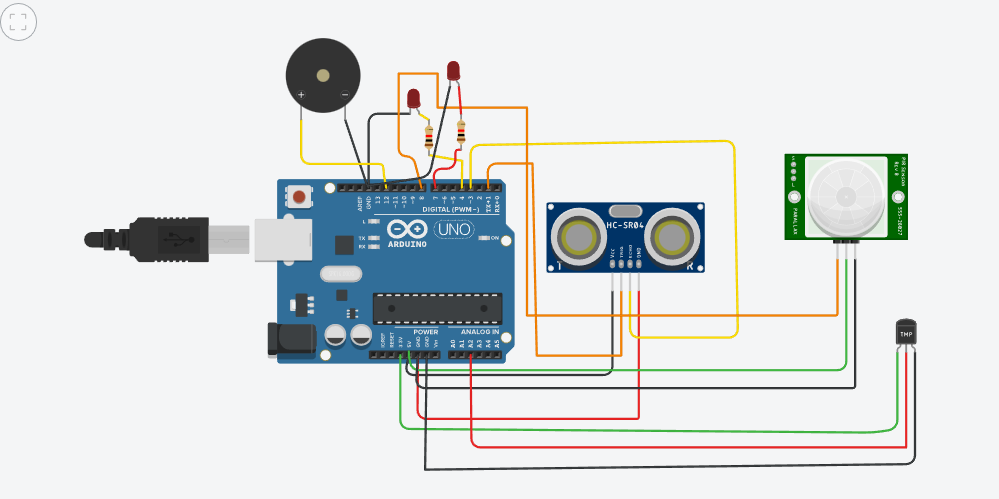 + −
AREF
GND
13
12
~11
~10
~9
8
7
~6
~5
4
~3
2
TX→1
RX←0
DIGITAL (PWM~)
L
TX
RX
ARDUINO
UNO
ON
POWER
ANALOG IN
IOREF
RESET
3.3V
5V
GND
GND
Vin
A0
A1
A2
A3
A4
A5
HC-SR04
VCC
TRIG
ECHO
GND
T
R
PIR Sensor
Rev B
PARALLAX
555-28027
TMP